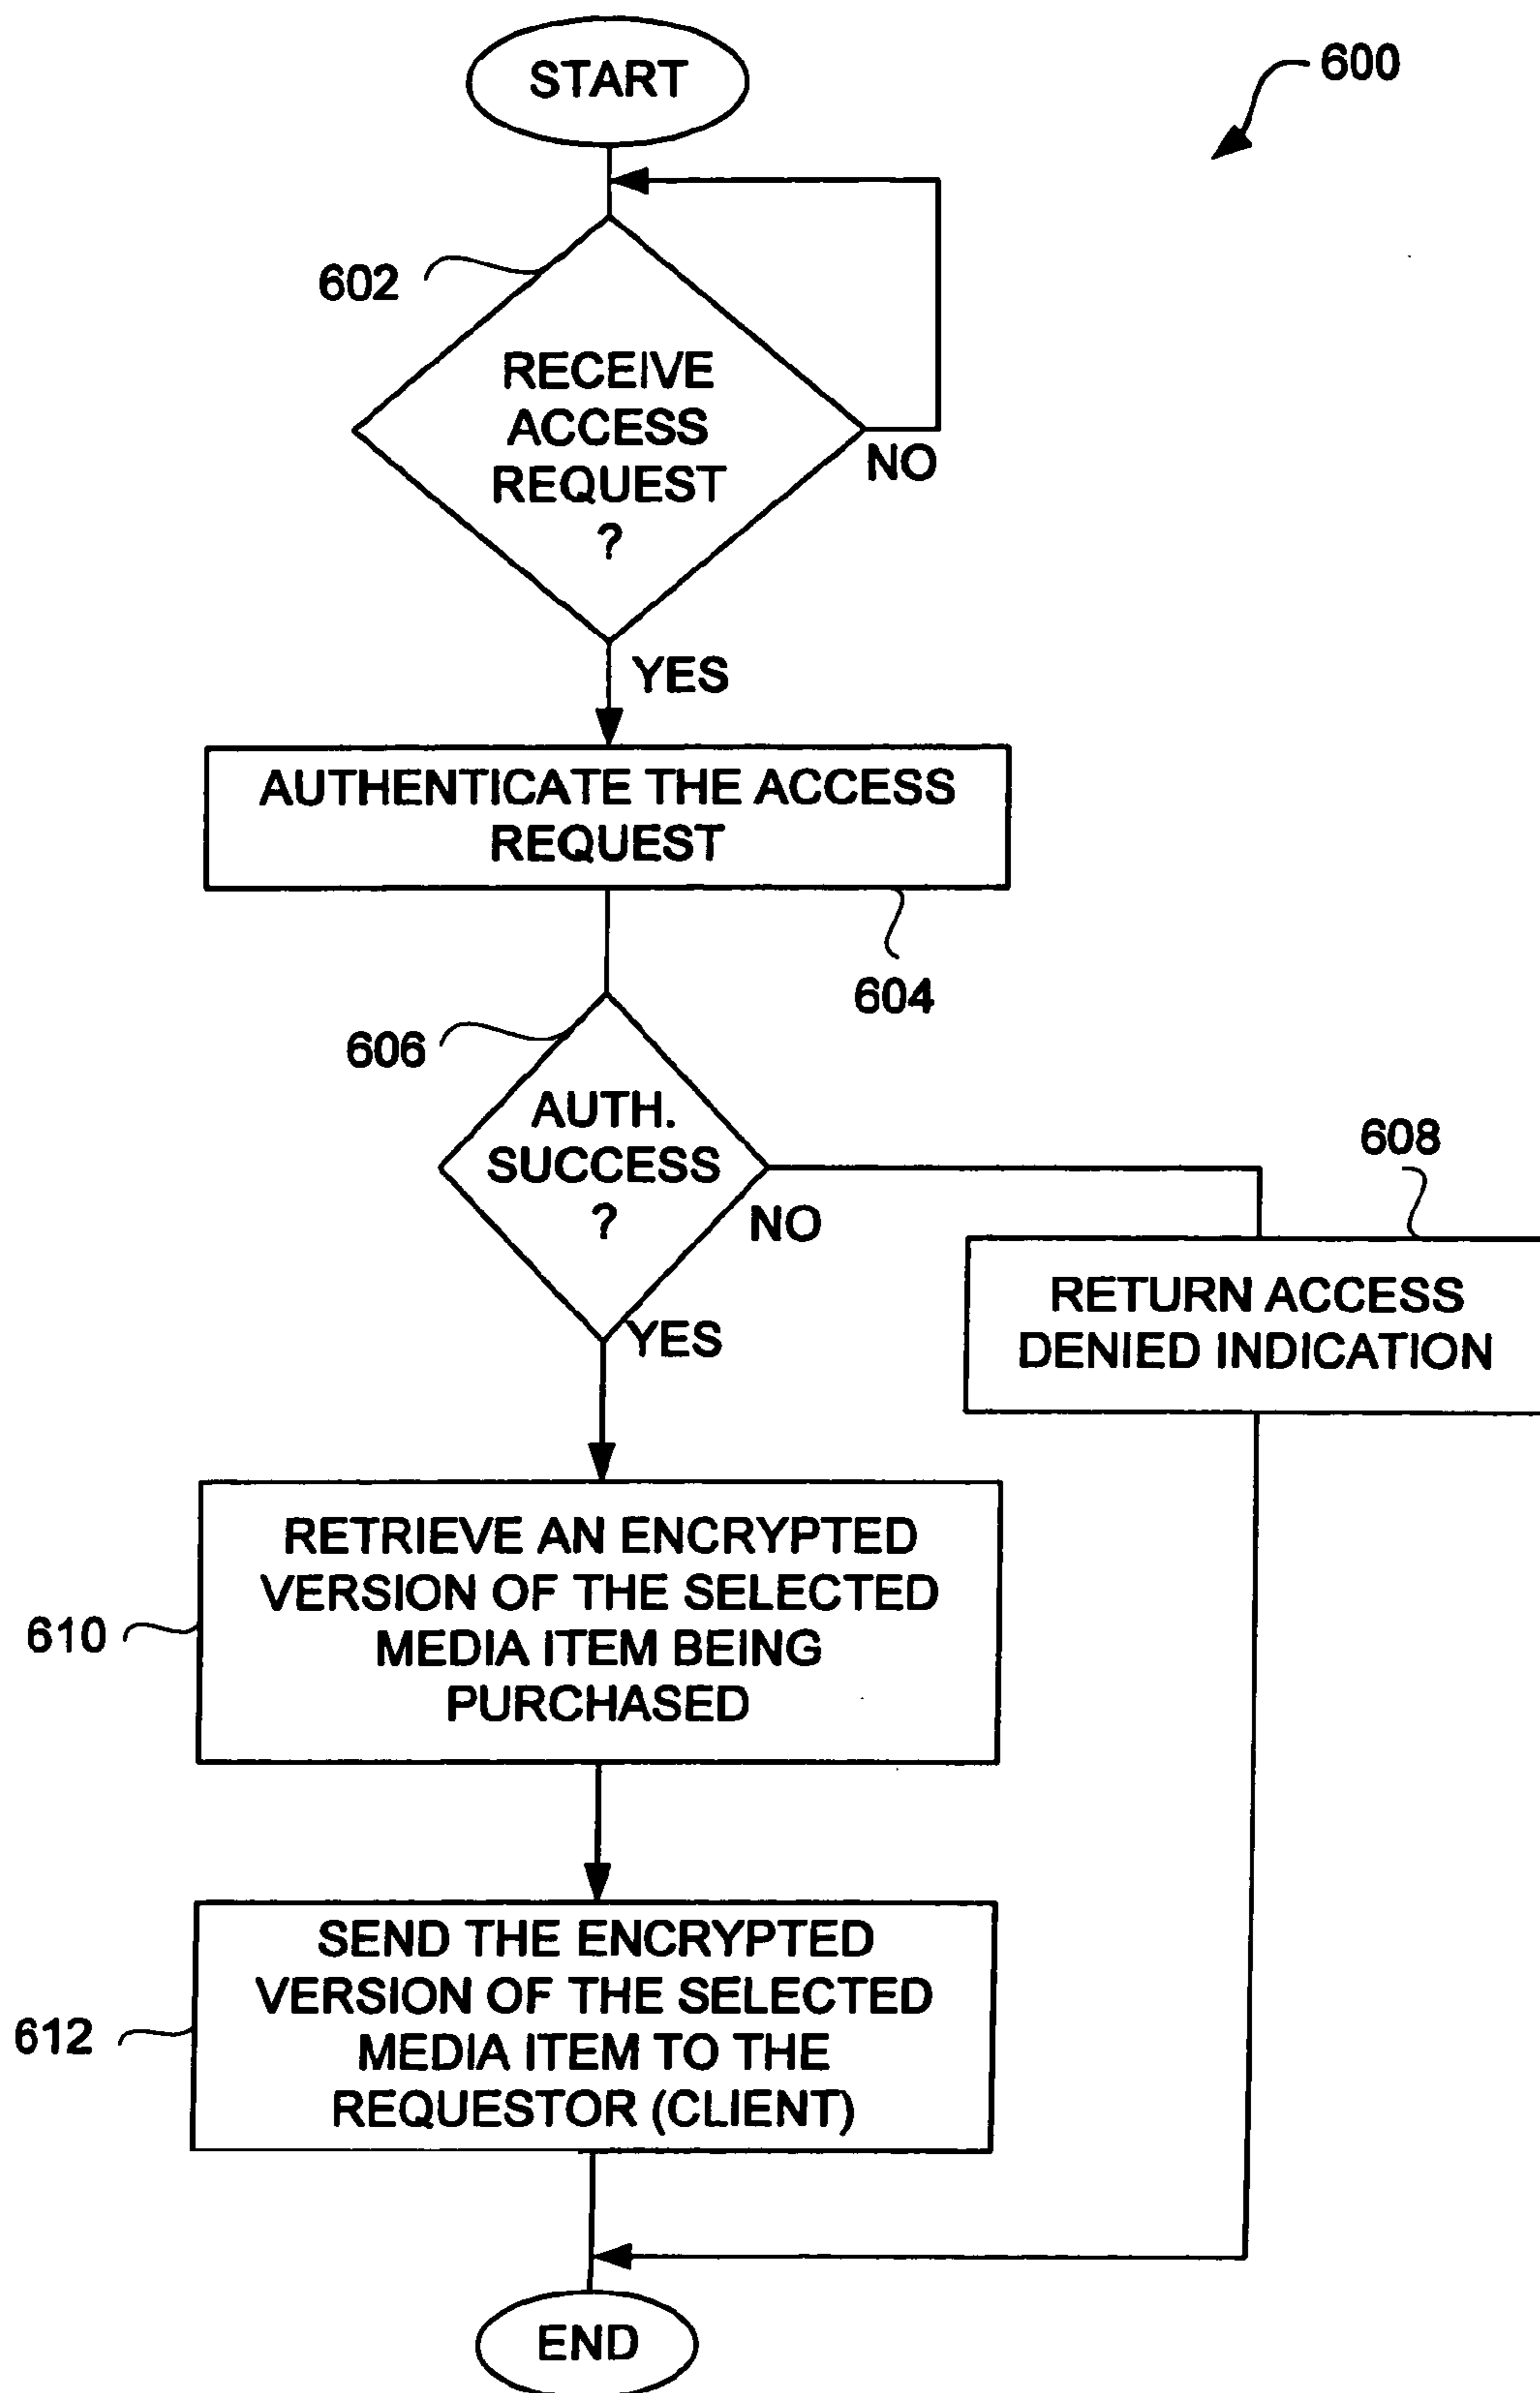 START
600
602
RECEIVE
ACCESS
REQUEST
?
NO
YES
AUTHENTICATE THE ACCESS
REQUEST
604
606
AUTH.
SUCCESS
?
NO
YES
608
RETURN ACCESS
DENIED INDICATION
610
RETRIEVE AN ENCRYPTED
VERSION OF THE SELECTED
MEDIA ITEM BEING
PURCHASED
612
SEND THE ENCRYPTED
VERSION OF THE SELECTED
MEDIA ITEM TO THE
REQUESTOR (CLIENT)
END